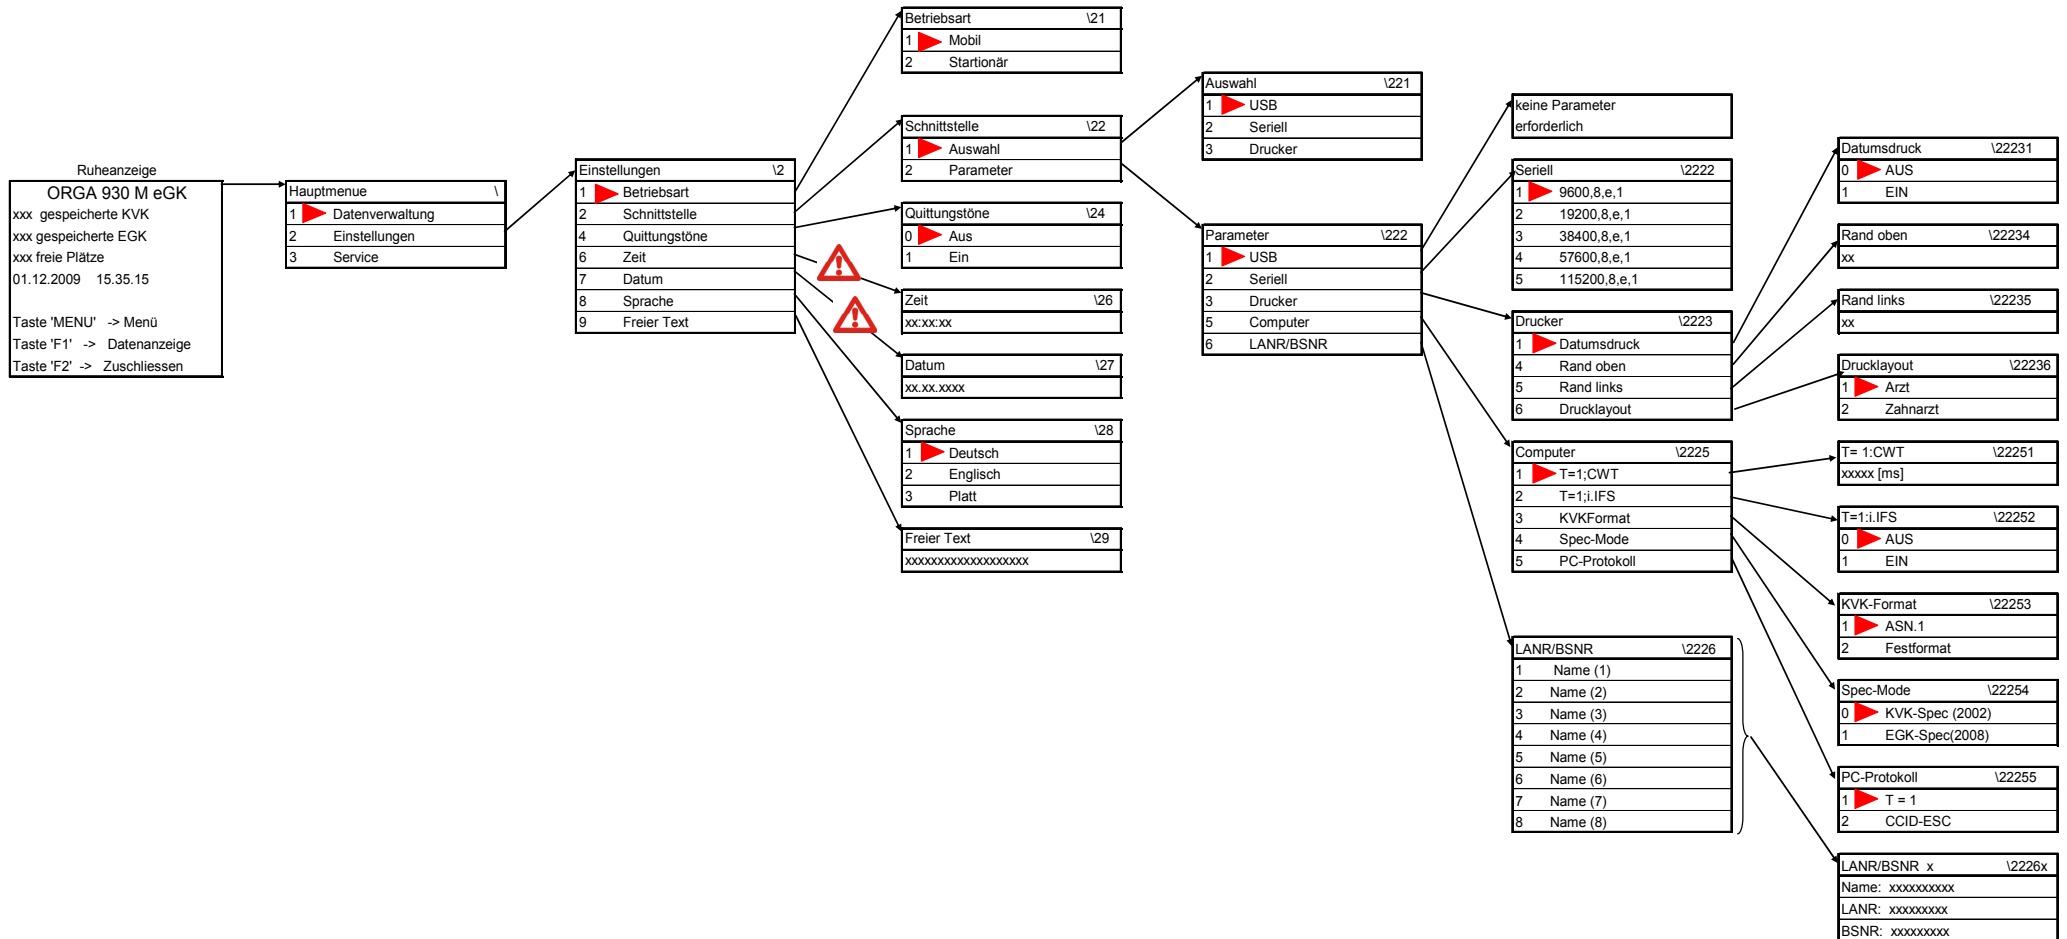 Ruheanzeige
ORGA 930 M eGK
xxx gespeicherte KVK
xxx gespeicherte EGK
xxx freie Plätze
01.12.2009 15.35.15
Taste 'MENU' -> Menü
Taste 'F1' -> Datenanzeige
Taste 'F2' -> Zuschliessen
Hauptmenue \
1 Datenverwaltung
2 Einstellungen
3 Service
Einstellungen \2
1 Betriebsart
2 Schnittstelle
4 Quittungstöne
6 Zeit
7 Datum
8 Sprache
9 Freier Text
Betriebsart \21
1 Mobil
2 Startionär
Schnittstelle \22
1 Auswahl
2 Parameter
Quittungstöne \24
0 Aus
1 Ein
Zeit \26
xx:xx:xx
Datum \27
xx.xx.xxxx
Sprache \28
1 Deutsch
2 Englisch
3 Platt
Freier Text \29
xxxxxxxxxxxxxxxxxxx
Auswahl \221
1 USB
2 Seriell
3 Drucker
Parameter \222
1 USB
2 Seriell
3 Drucker
5 Computer
6 LANR/BSNR
keine Parameter
erforderlich
Seriell \2222
1 9600,8,e,1
2 19200,8,e,1
3 38400,8,e,1
4 57600,8,e,1
5 115200,8,e,1
Drucker \2223
1 Datumsdruck
4 Rand oben
5 Rand links
6 Drucklayout
Computer \2225
1 T=1;CWT
2 T=1;i.IFS
3 KVKFormat
4 Spec-Mode
5 PC-Protokoll
LANR/BSNR \2226
1 Name (1)
2 Name (2)
3 Name (3)
4 Name (4)
5 Name (5)
6 Name (6)
7 Name (7)
8 Name (8)
Datumsdruck \22231
0 AUS
1 EIN
Rand oben \22234
xx
Rand links \22235
xx
Drucklayout \22236
1 Arzt
2 Zahnarzt
T= 1:CWT \22251
xxxxx [ms]
T=1:i.IFS \22252
0 AUS
1 EIN
KVK-Format \22253
1 ASN.1
2 Festformat
Spec-Mode \22254
0 KVK-Spec (2002)
1 EGK-Spec(2008)
PC-Protokoll \22255
1 T = 1
2 CCID-ESC
LANR/BSNR x \2226x
Name: xxxxxxxxxx
LANR: xxxxxxxxx
BSNR: xxxxxxxxx